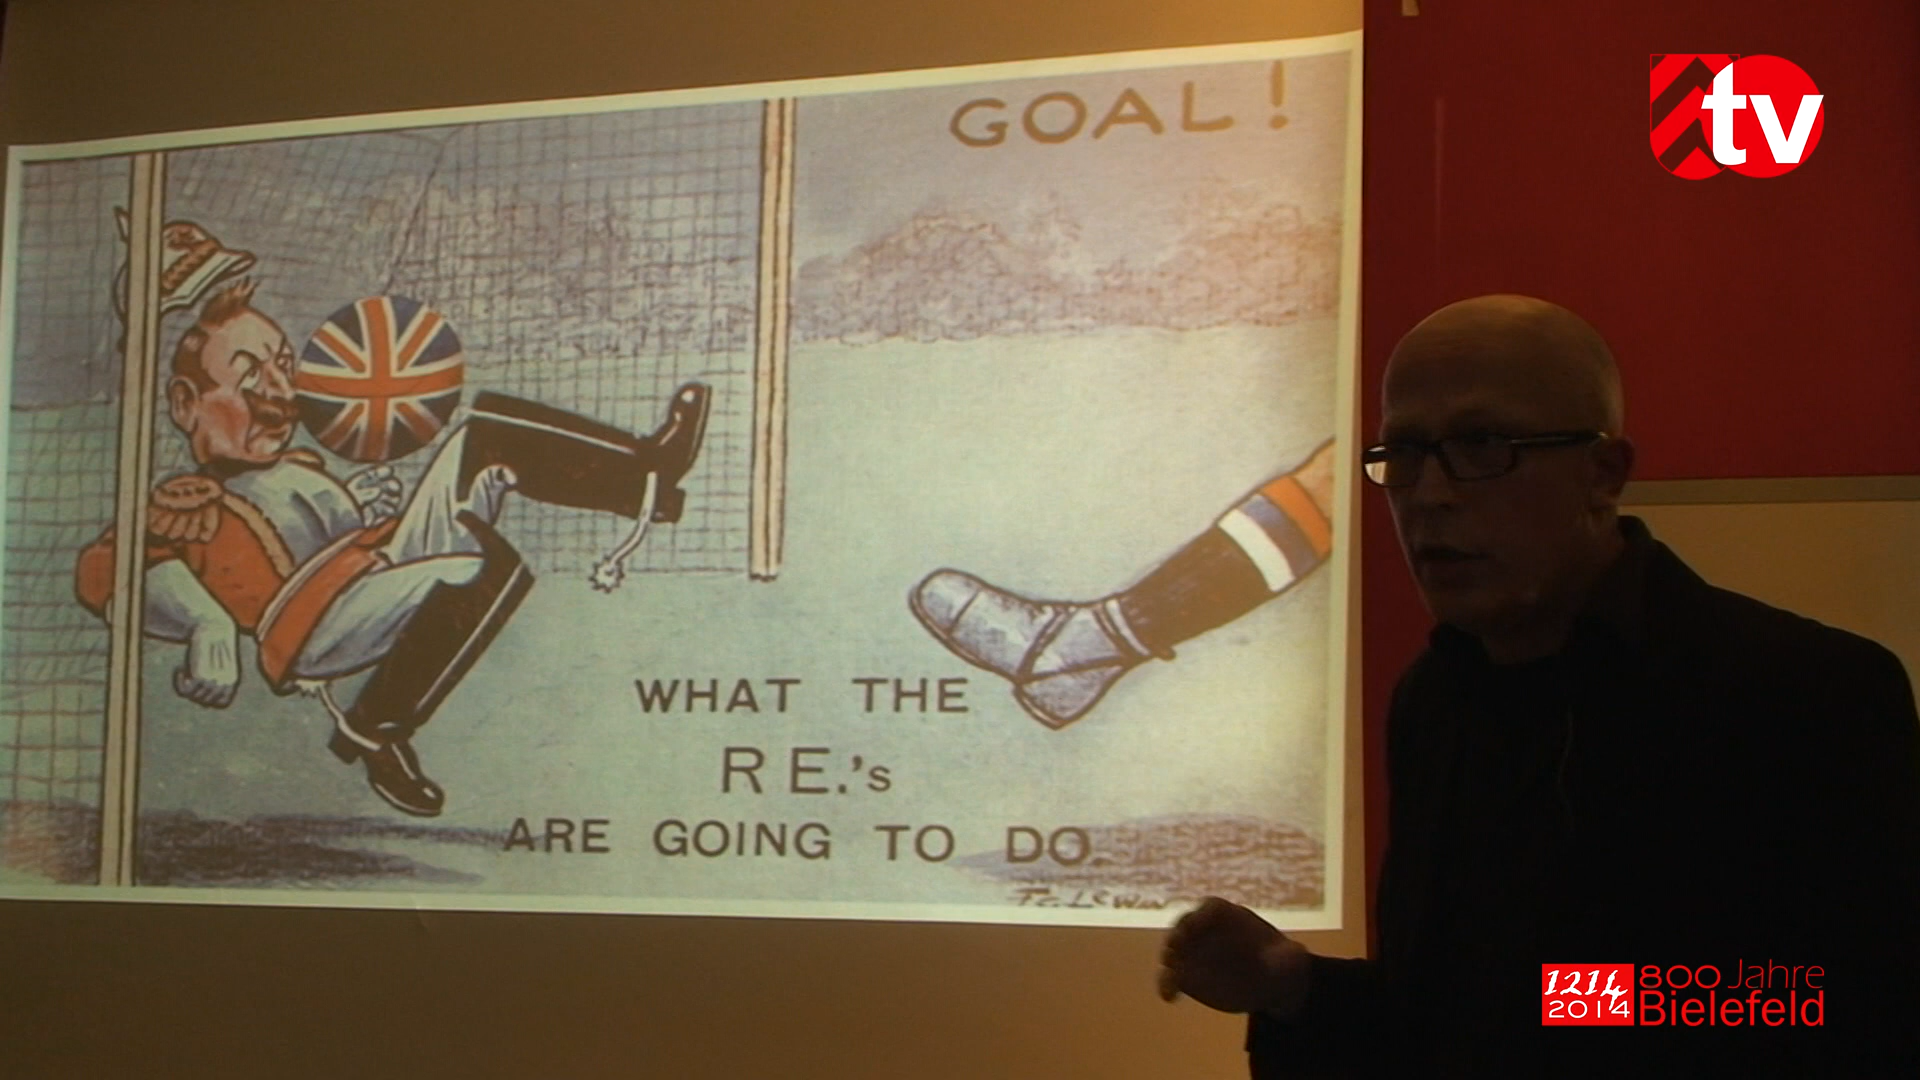 GOAL!
WHAT THE
R E.'s
ARE GOING TO DO.
tv
1214
2014
800 Jahre
Bielefeld